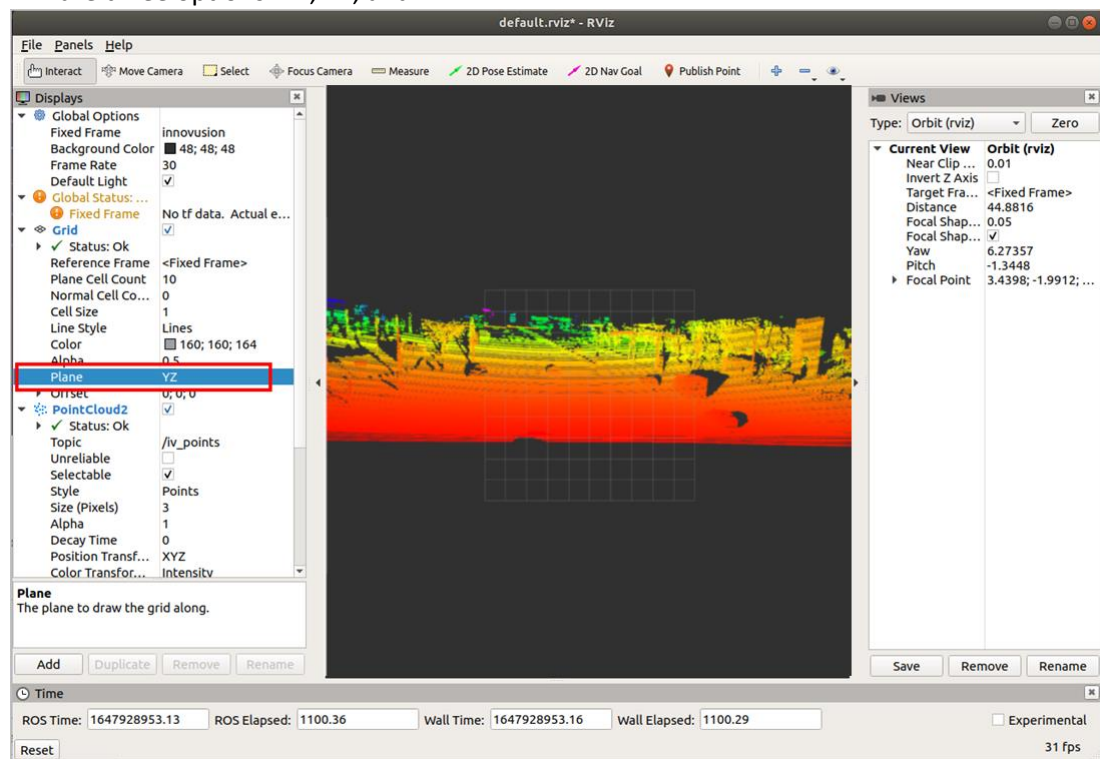 default.rviz* - RViz
File Panels Help
Interact Move Camera Select Focus Camera Measure 2D Pose Estimate 2D Nav Goal Publish Point
Displays
Global Options
Fixed Frame innovusion
Background Color 48; 48; 48
Frame Rate 30
Default Light
Global Status: ...
Fixed Frame No tf data. Actual e...
Grid
Status: Ok
Reference Frame <Fixed Frame>
Plane Cell Count 10
Normal Cell Co... 0
Cell Size 1
Line Style Lines
Color 160; 160; 164
Alpha 0.5
Plane YZ
Offset 0; 0; 0
PointCloud2
Status: Ok
Topic /iv_points
Unreliable
Selectable
Style Points
Size (Pixels) 3
Alpha 1
Decay Time 0
Position Transf... XYZ
Color Transfor... Intensity
Plane
The plane to draw the grid along.
Add Duplicate Remove Rename
Views
Type: Orbit (rviz) Zero
Current View Orbit (rviz)
Near Clip ... 0.01
Invert Z Axis
Target Fra... <Fixed Frame>
Distance 44.8816
Focal Shap... 0.05
Focal Shap...
Yaw 6.27357
Pitch -1.3448
Focal Point 3.4398; -1.9912; ...
Save Remove Rename
Time
ROS Time: 1647928953.13 ROS Elapsed: 1100.36 Wall Time: 1647928953.16 Wall Elapsed: 1100.29 Experimental
Reset 31 fps